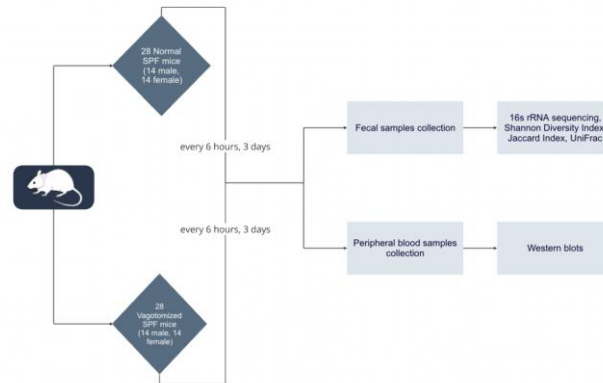 28 Normal
SPF mice
(14 male,
14 female)
every 6 hours, 3 days
Fecal samples collection
16s rRNA sequencing,
Shannon Diversity Index
Jaccard Index, UniFrac
every 6 hours, 3 days
Peripheral blood samples
collection
Western blots
28
Vagotomized
SPF mice
(14 male, 14
female)